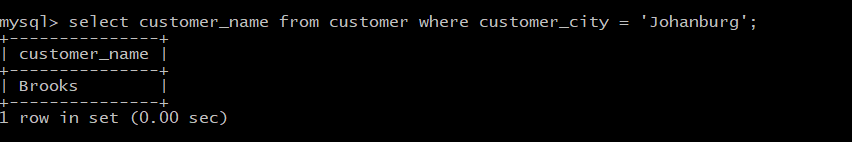 mysql> select customer_name from customer where customer_city = 'Johanburg';
+---------------+
| customer_name |
+---------------+
| Brooks        |
+---------------+
1 row in set (0.00 sec)